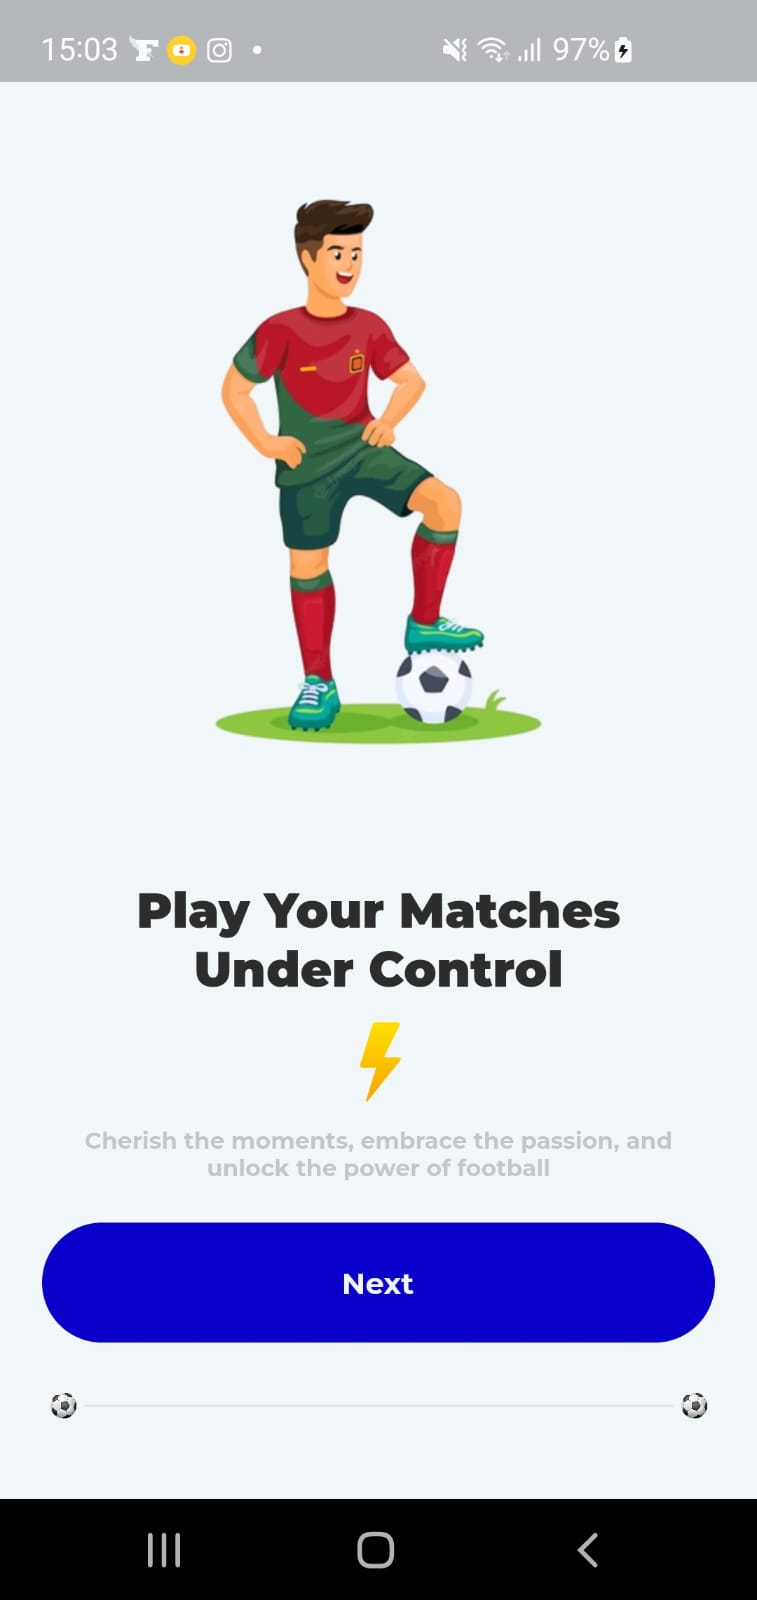 15:03
97%
Play Your Matches
Under Control
Cherish the moments, embrace the passion, and
unlock the power of football
Next